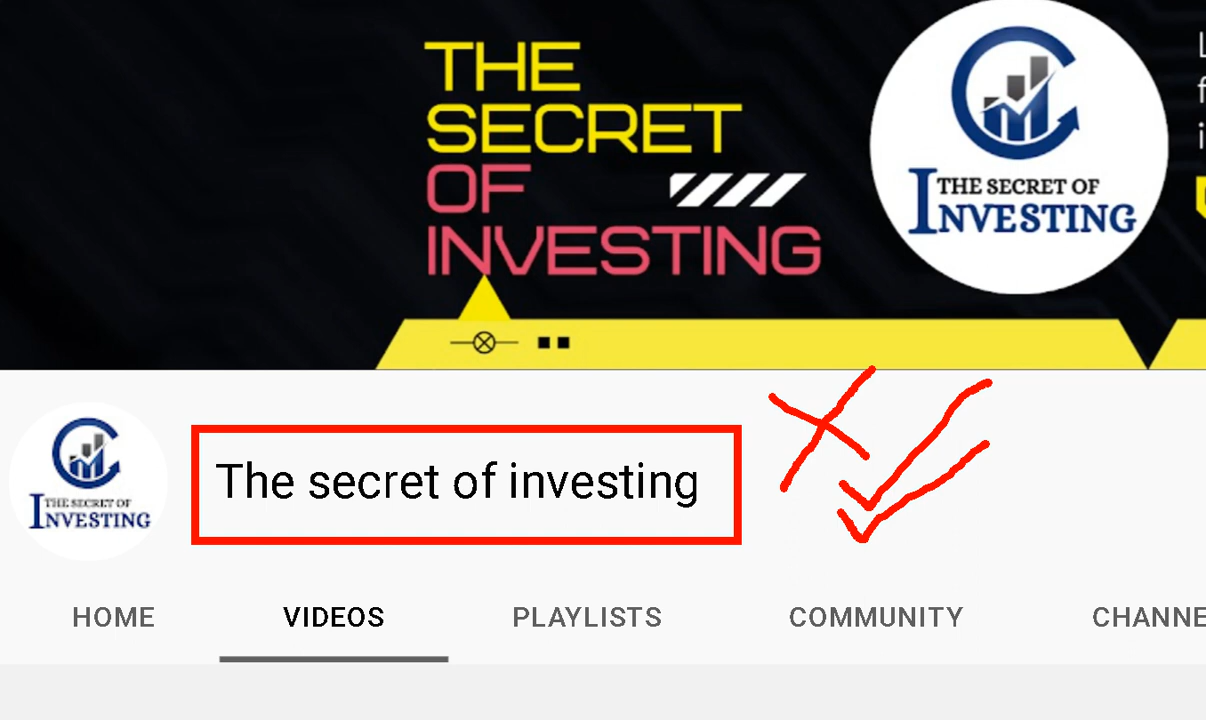 THE
SECRET
OF
INVESTING
THE SECRET OF
INVESTING
THE SECRET OF
INVESTING
The secret of investing
HOME VIDEOS PLAYLISTS COMMUNITY CHANNE